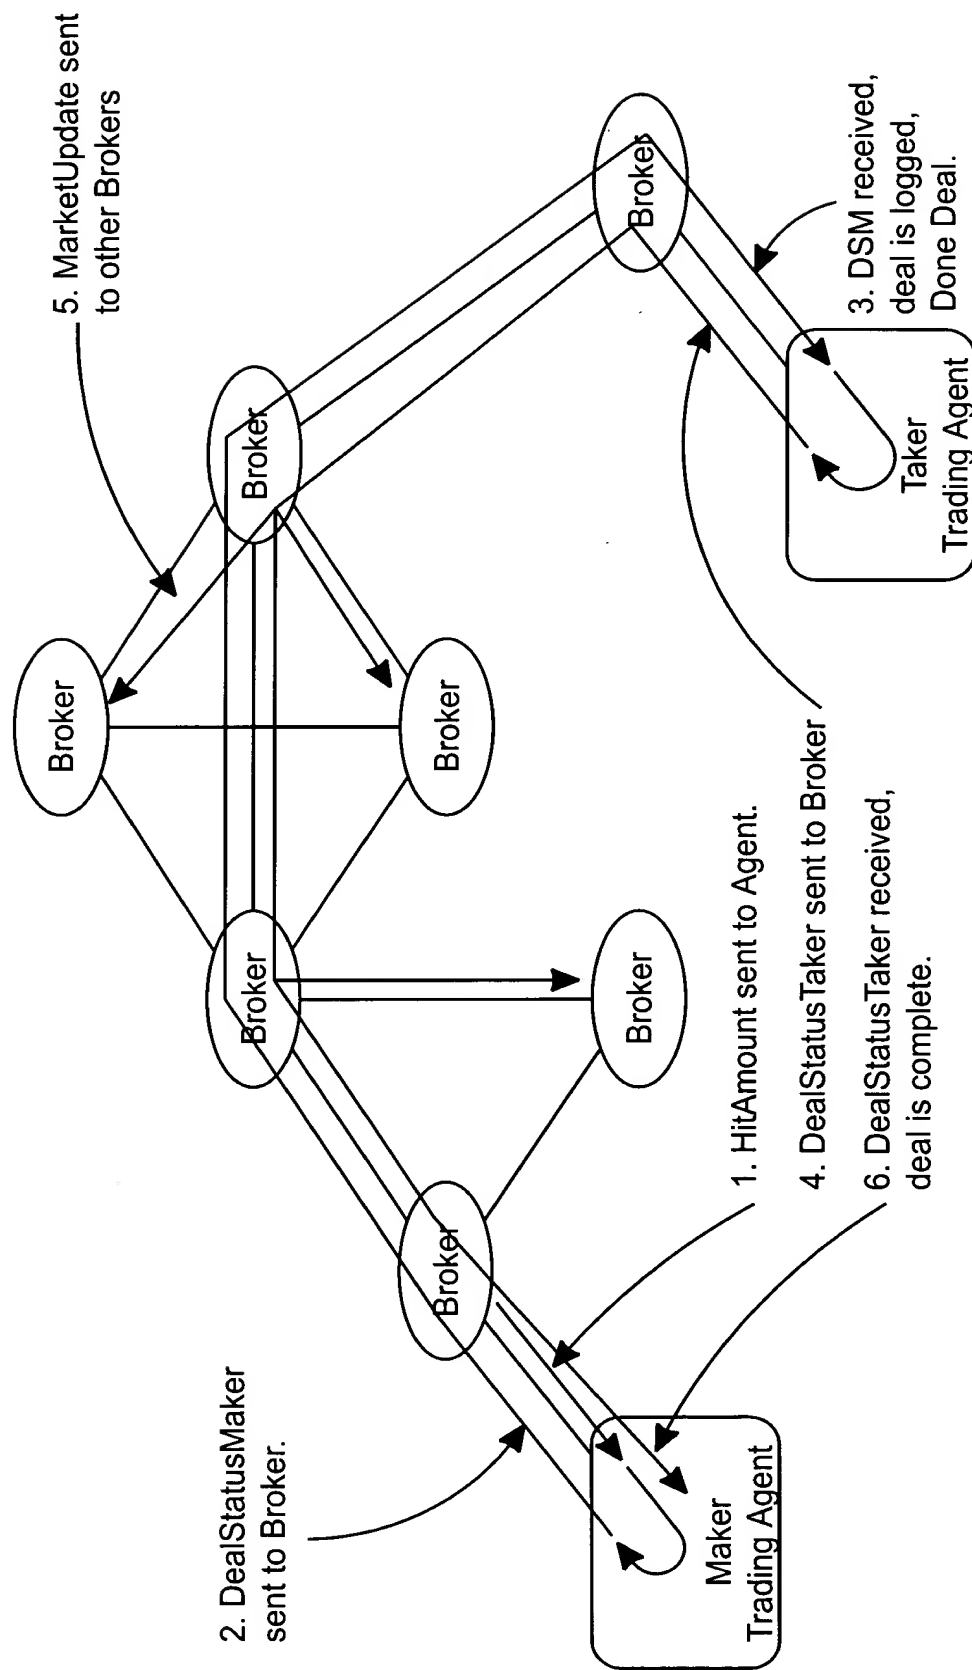 Broker
5. MarketUpdate sent
to other Brokers
2. DealStatusMaker
sent to Broker.
Broker
Broker
Broker
Broker
Broker
Broker
Maker
Trading Agent
1. HitAmount sent to Agent.
4. DealStatusTaker sent to Broker
6. DealStatusTaker received,
deal is complete.
Taker
Trading Agent
3. DSM received,
deal is logged,
Done Deal.